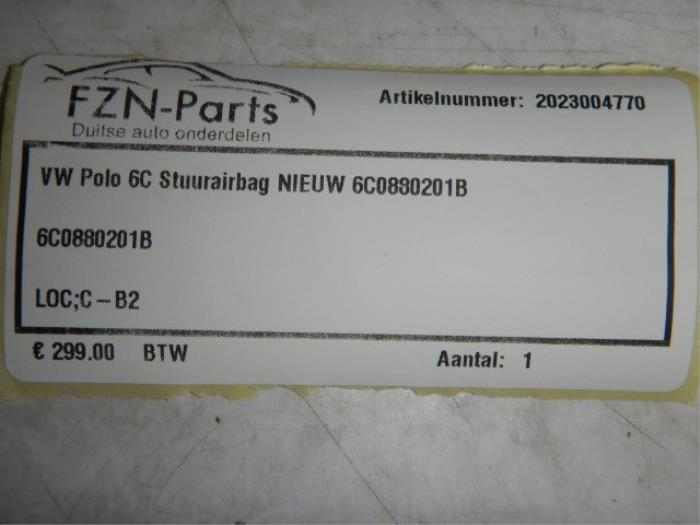 FZN-Parts
Duitse auto onderdelen
Artikelnummer: 2023004770
VW Polo 6C Stuurairbag NIEUW 6C0880201B
6C0880201B
LOC;C-B2
€ 299.00 BTW
Aantal: 1